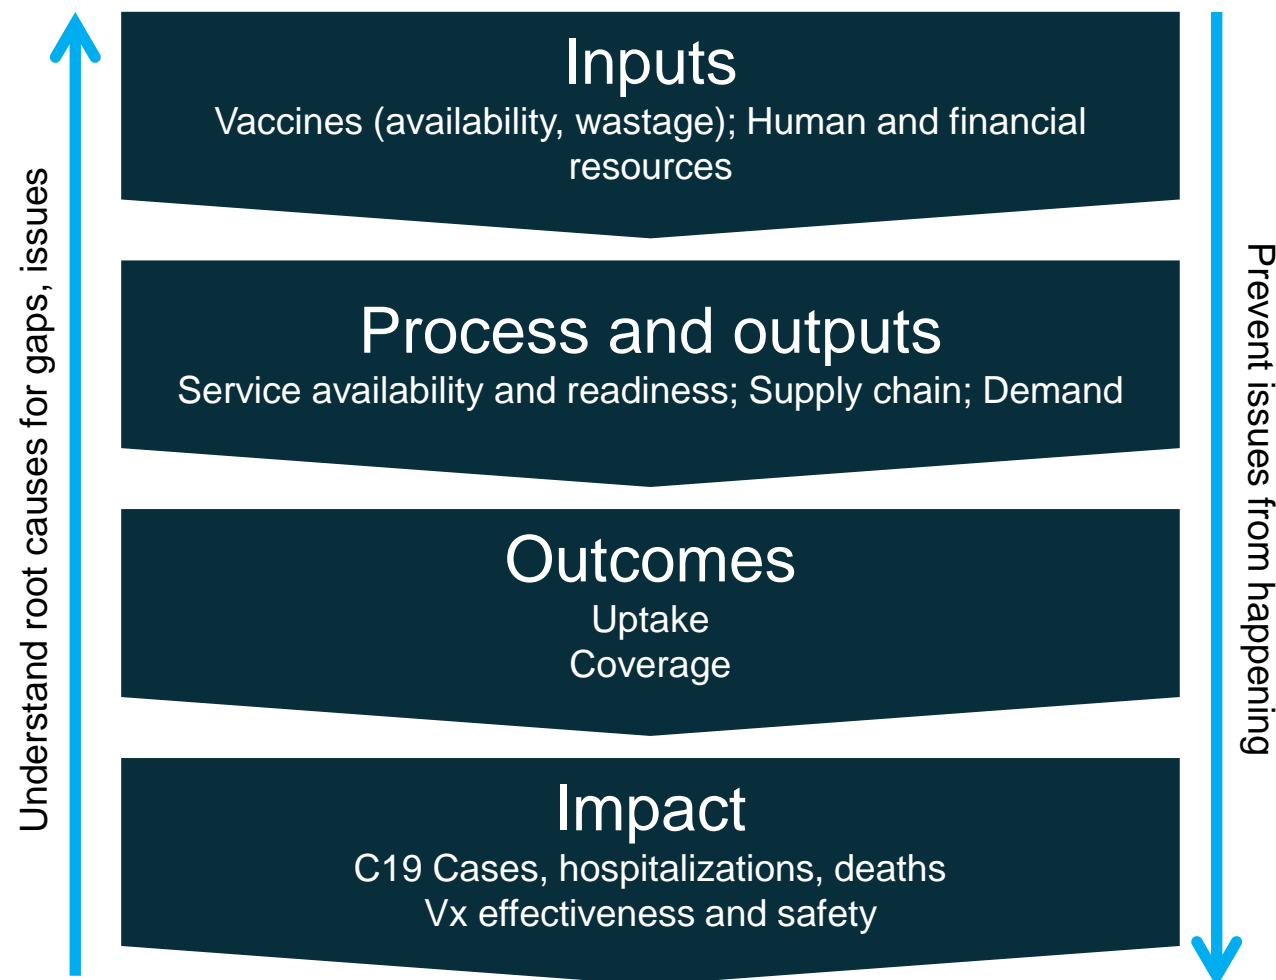 Inputs
Vaccines (availability, wastage); Human and financial
resources
Process and outputs
Service availability and readiness; Supply chain; Demand
Outcomes
Uptake
Coverage
Impact
C19 Cases, hospitalizations, deaths
Vx effectiveness and safety
Understand root causes for gaps, issues
Prevent issues from happening